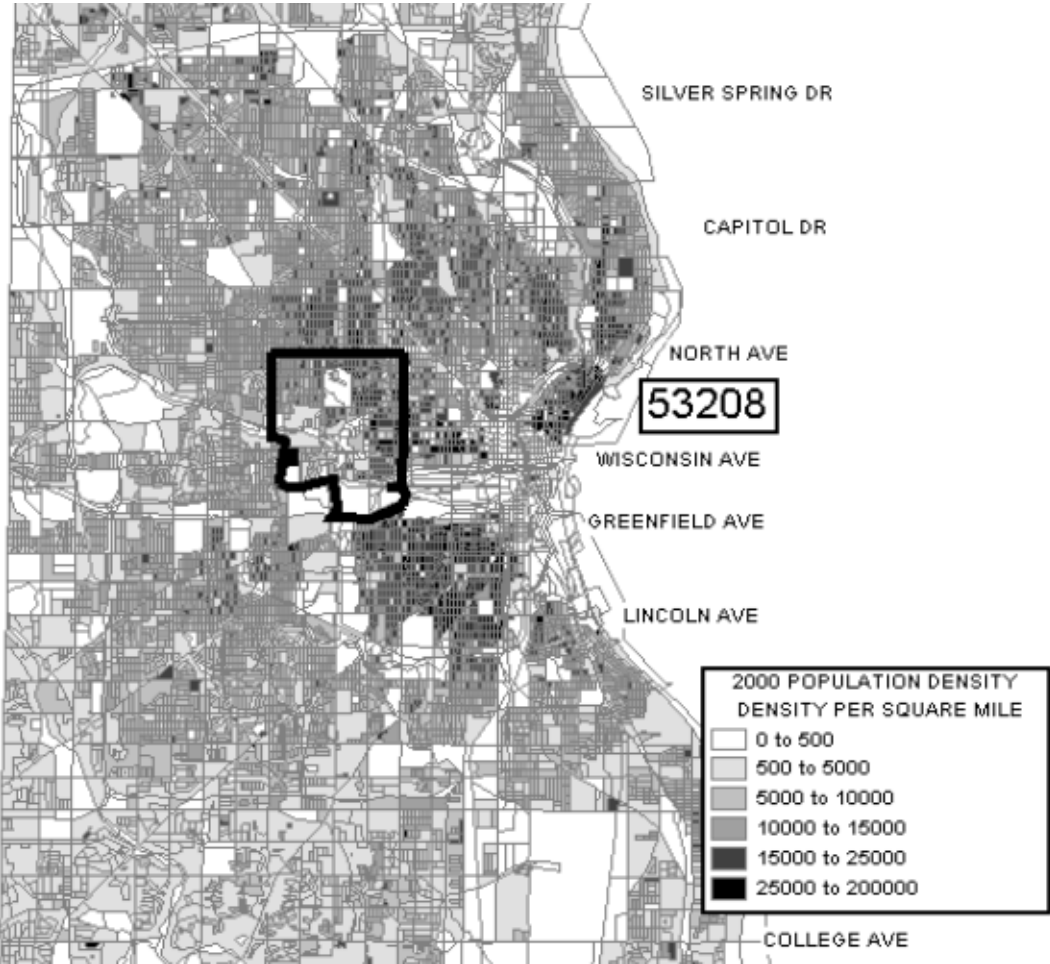 SILVER SPRING DR
CAPITOL DR
NORTH AVE
53208
WISCONSIN AVE
GREENFIELD AVE
LINCOLN AVE
2000 POPULATION DENSITY
DENSITY PER SQUARE MILE
0 to 500
500 to 5000
5000 to 10000
10000 to 15000
15000 to 25000
25000 to 200000
COLLEGE AVE